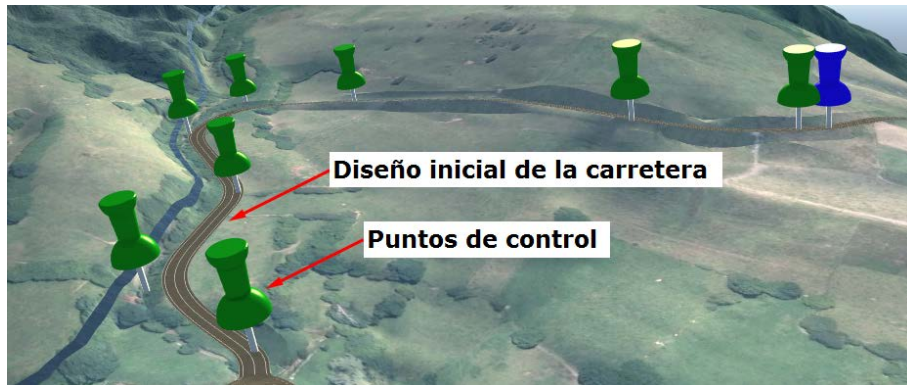 Diseño inicial de la carretera
Puntos de control